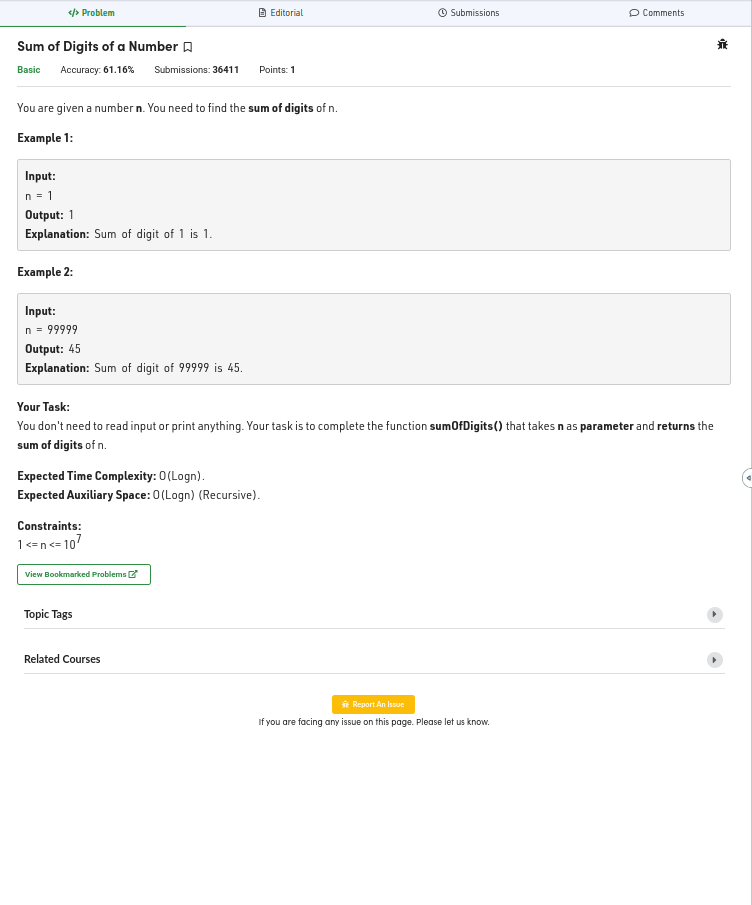 Problem
Editorial
Submissions
Comments
Sum of Digits of a Number
Basic Accuracy: 61.16% Submissions: 36411 Points: 1
You are given a number n. You need to find the sum of digits of n.
Example 1:
Input:
n = 1
Output: 1
Explanation: Sum of digit of 1 is 1.
Example 2:
Input:
n = 99999
Output: 45
Explanation: Sum of digit of 99999 is 45.
Your Task:
You don't need to read input or print anything. Your task is to complete the function sumOfDigits() that takes n as parameter and returns the
sum of digits of n.
Expected Time Complexity: O(Logn).
Expected Auxiliary Space: O(Logn) (Recursive).
Constraints:
1 <= n <= 10^7
View Bookmarked Problems
Topic Tags
Related Courses
Report An Issue
If you are facing any issue on this page. Please let us know.